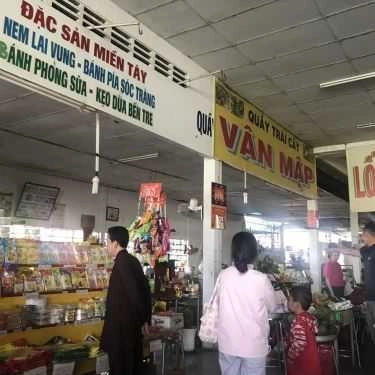 ĐẶC SẢN MIỀN TÂY
NEM LAI VUNG - BÁNH PÍA SÓC TRĂNG
BÁNH PHỒNG SỮA - KẸO DỪA BẾN TRE
QUẦY TRÁI CÂY
VÂN MẬP